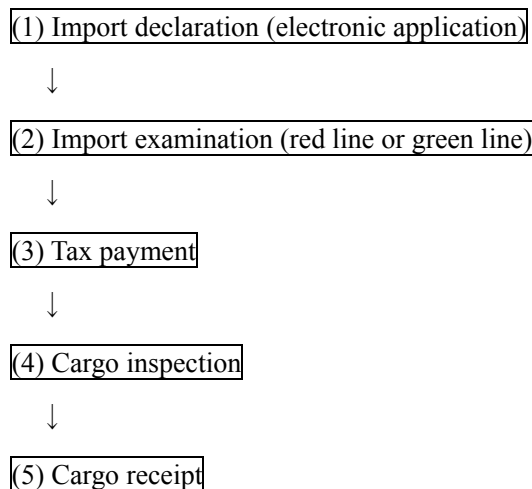 (1) Import declaration (electronic application)
↓
(2) Import examination (red line or green line)
↓
(3) Tax payment
↓
(4) Cargo inspection
↓
(5) Cargo receipt